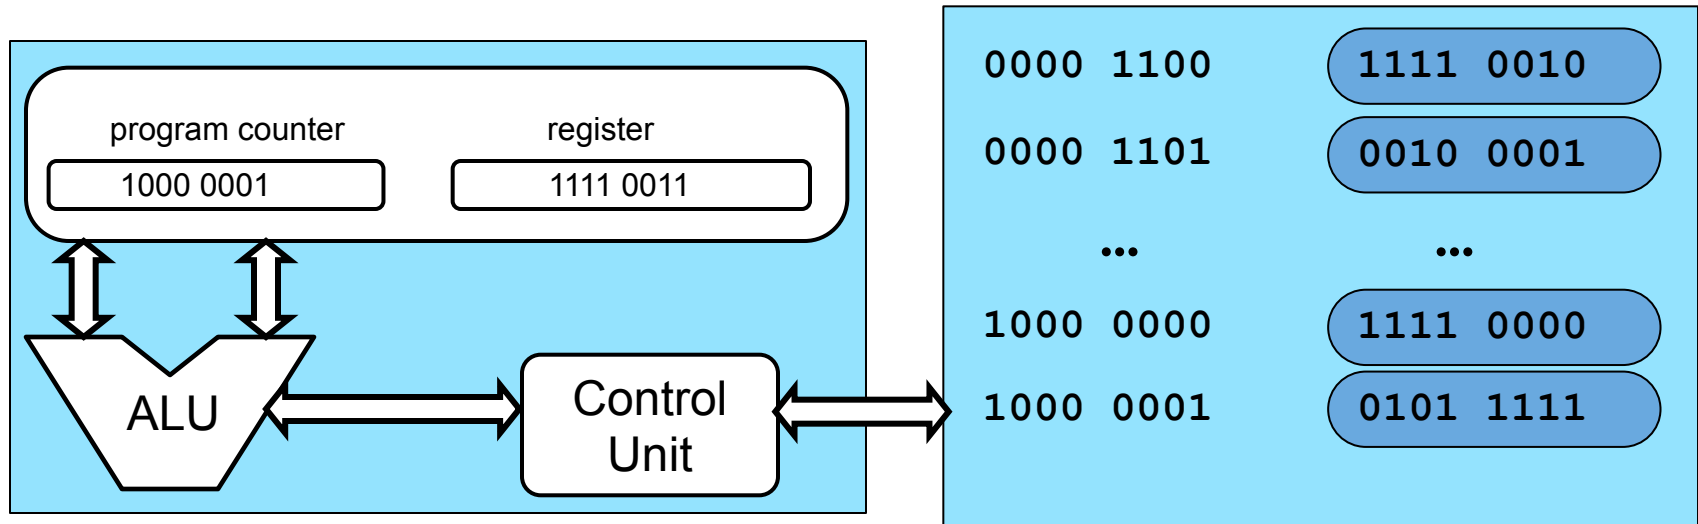 program counter
register
1000 0001
1111 0011
ALU
Control
Unit
0000 1100 1111 0010
0000 1101 0010 0001
... ...
1000 0000 1111 0000
1000 0001 0101 1111